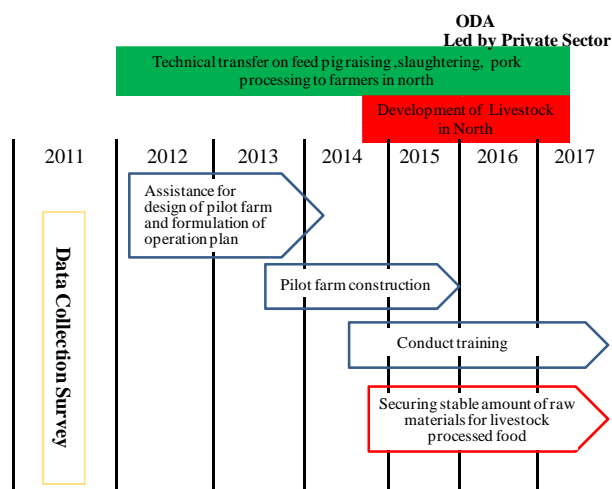 ODA
Led by Private Sector
Technical transfer on feed pig raising ,slaughtering, pork
processing to farmers in north
Development of Livestock
in North
2011
2012
2013
2014
2015
2016
2017
Assistance for
design of pilot farm
and formulation of
operation plan
Data Collection Survey
Pilot farm construction
Conduct training
Securing stable amount of raw
materials for livestock
processed food